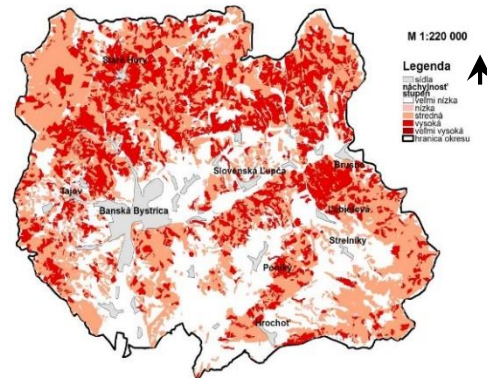 M 1:220 000
Legenda
sídla
náchylnosť
stupeň
veľmi nízka
nízka
stredná
vysoká
veľmi vysoká
hranica okresu
Staré Hory
Brusno
Slovenská Ľupča
Tajov
Banská Bystrica
Ľubietová
Strelníky
Poniky
Hrochoť